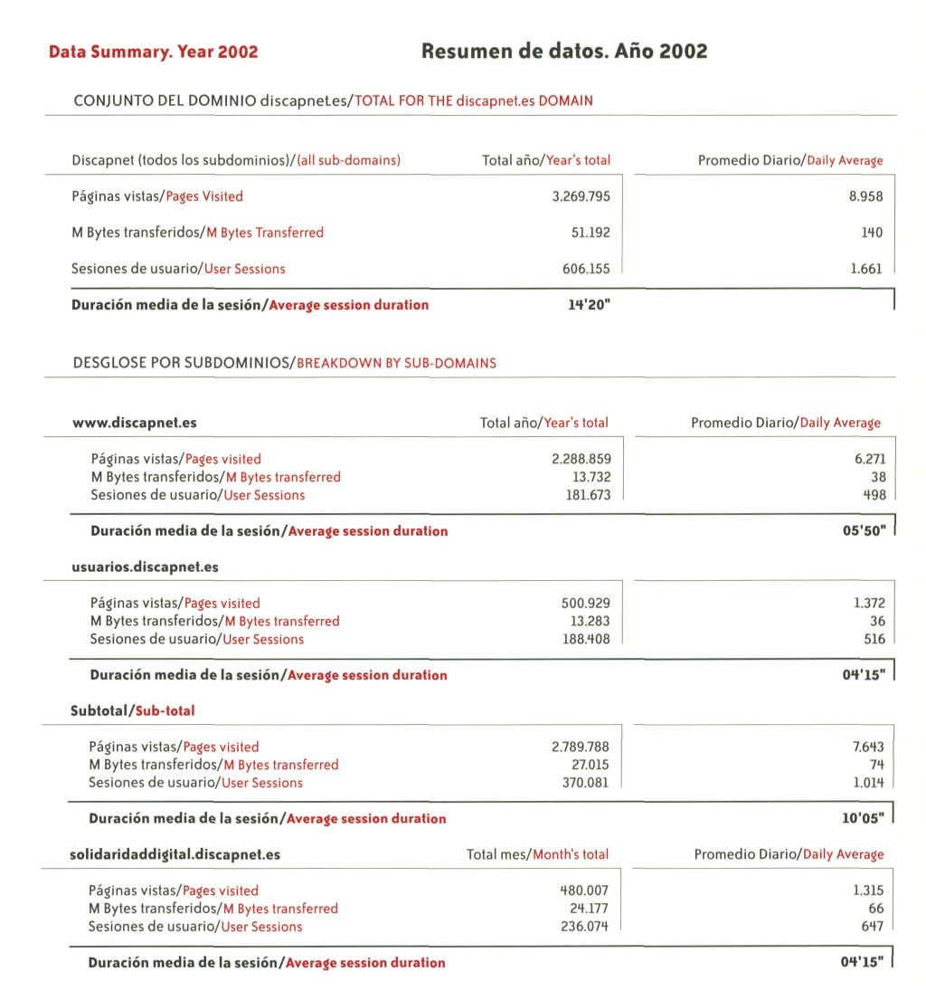 Data Summary. Year 2002
Resumen de datos. Año 2002
CONJUNTO DEL DOMINIO discapnet.es/TOTAL FOR THE discapnet.es DOMAIN
Discapnet (todos los subdominios)/(all sub-domains) Total año/Year's total Promedio Diario/Daily Average
Páginas vistas/Pages Visited 3.269.795 8.958
M Bytes transferidos/M Bytes Transferred 51.192 140
Sesiones de usuario/User Sessions 606.155 1.661
Duración media de la sesión/Average session duration 14'20"
DESGLOSE POR SUBDOMINIOS/BREAKDOWN BY SUB-DOMAINS
www.discapnet.es Total año/Year's total Promedio Diario/Daily Average
Páginas vistas/Pages visited 2.288.859 6.271
M Bytes transferidos/M Bytes transferred 13.732 38
Sesiones de usuario/User Sessions 181.673 498
Duración media de la sesión/Average session duration 05'50"
usuarios.discapnet.es
Páginas vistas/Pages visited 500.929 1.372
M Bytes transferidos/M Bytes transferred 13.283 36
Sesiones de usuario/User Sessions 188.408 516
Duración media de la sesión/Average session duration 04'15"
Subtotal/Sub-total
Páginas vistas/Pages visited 2.789.788 7.643
M Bytes transferidos/M Bytes transferred 27.015 74
Sesiones de usuario/User Sessions 370.081 1.014
Duración media de la sesión/Average session duration 10'05"
solidaridaddigital.discapnet.es Total mes/Month's total Promedio Diario/Daily Average
Páginas vistas/Pages visited 480.007 1.315
M Bytes transferidos/M Bytes transferred 24.177 66
Sesiones de usuario/User Sessions 236.074 647
Duración media de la sesión/Average session duration 04'15"